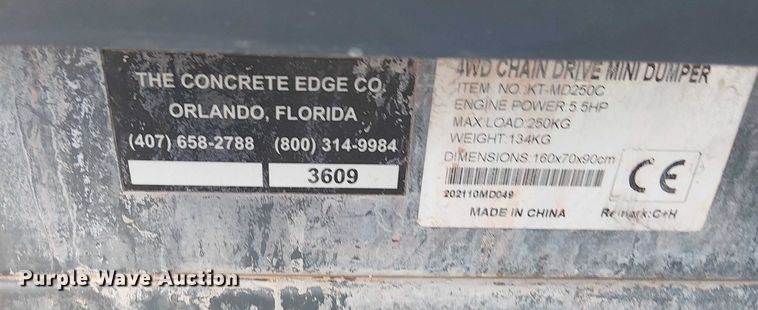 THE CONCRETE EDGE CO.
ORLANDO, FLORIDA
(407) 658-2788 (800) 314-9984
3609
4WD CHAIN DRIVE MINI DUMPER
ITEM NO.:KT-MD250C
ENGINE POWER:5.5HP
MAX.LOAD:250KG
WEIGHT:134KG
DIMENSIONS:160x70x90cm
202110MD049
CE
MADE IN CHINA
Remark:C+H
Purple Wave Auction